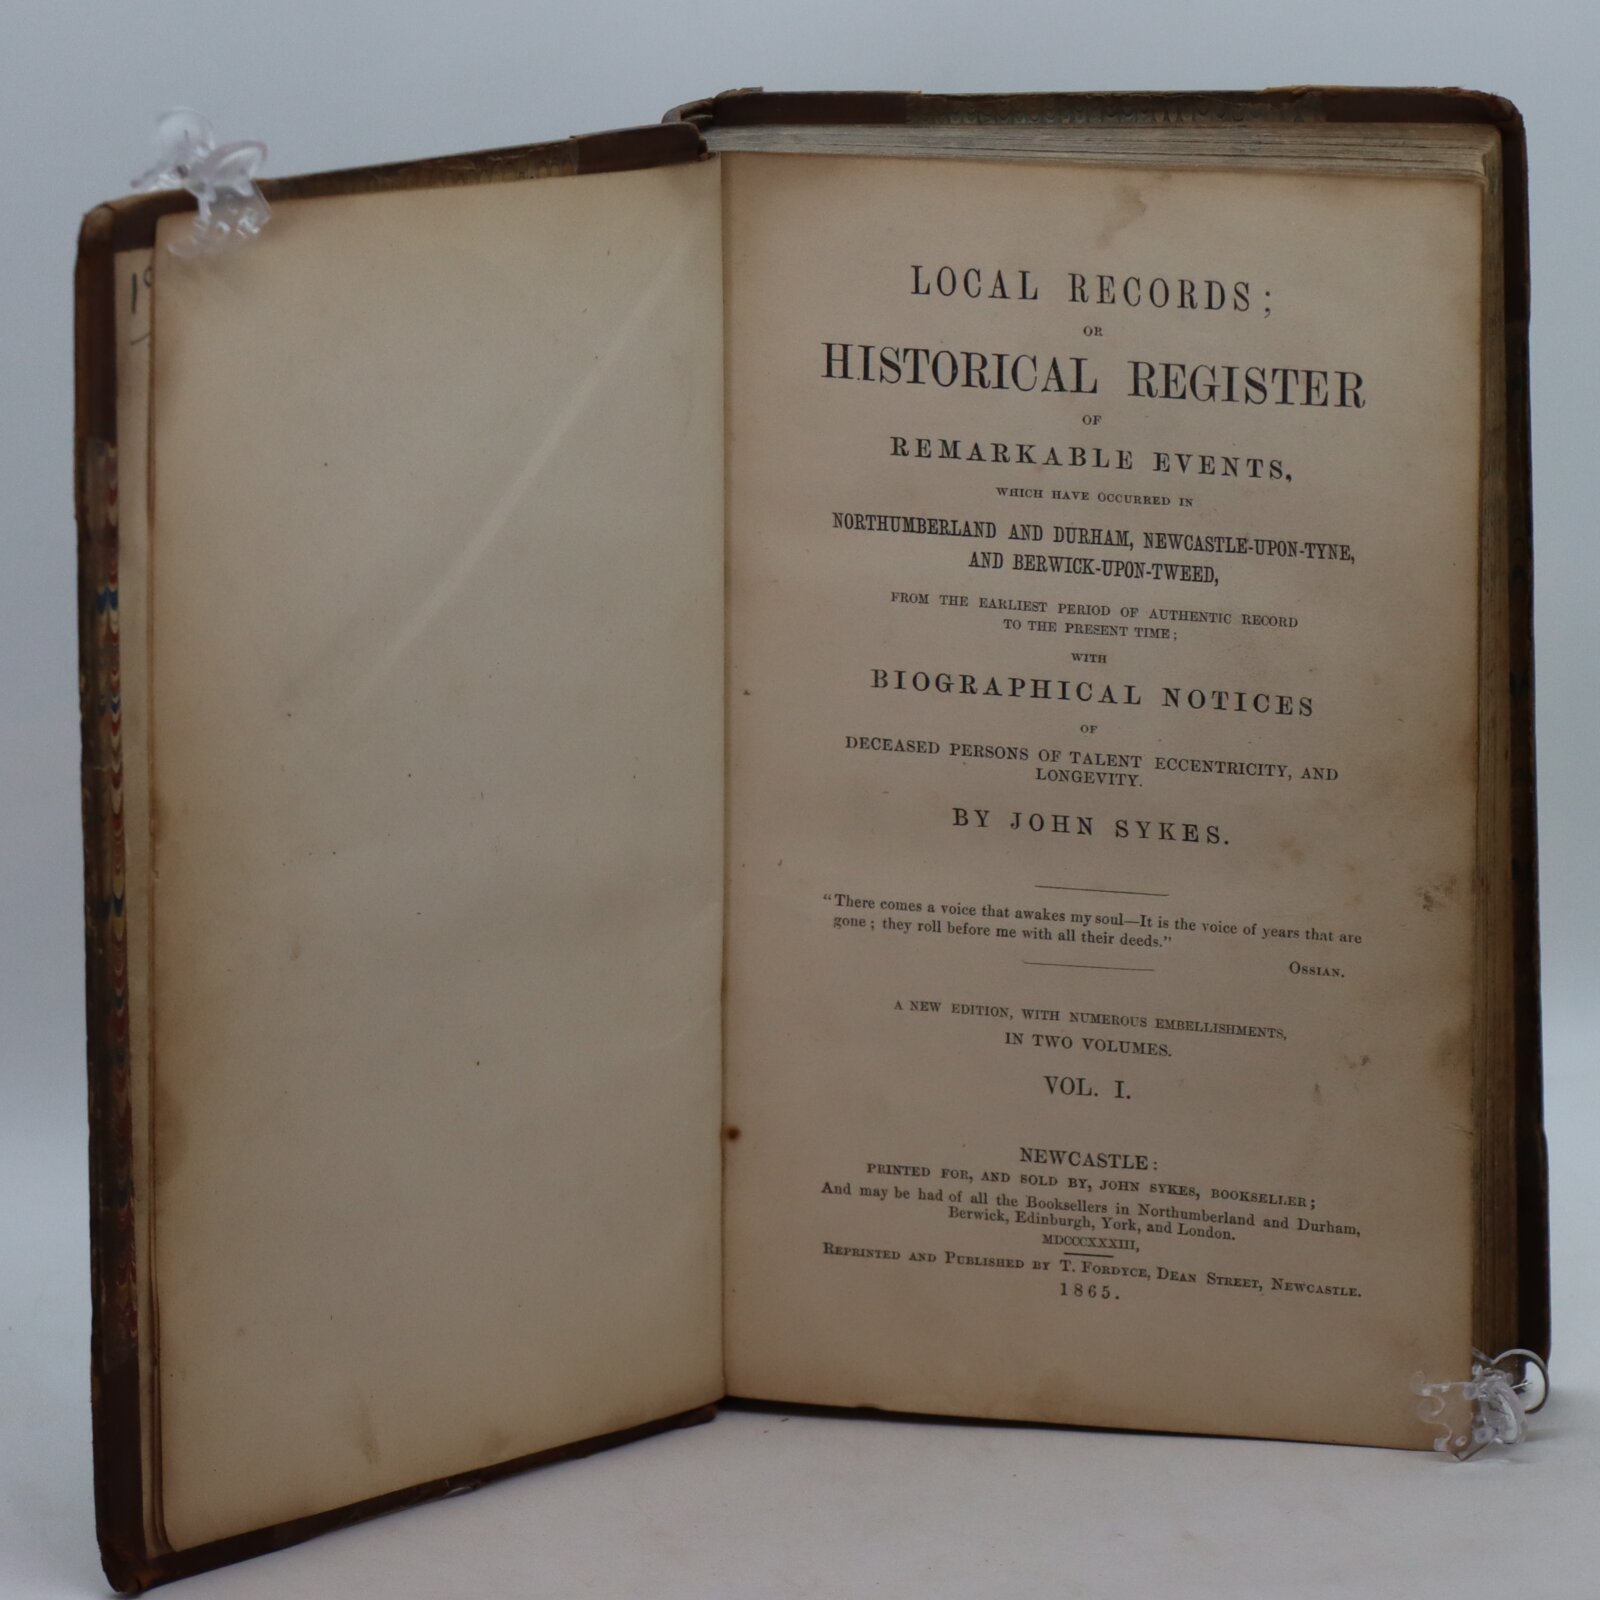 LOCAL RECORDS;
OR
HISTORICAL REGISTER
OF
REMARKABLE EVENTS,
WHICH HAVE OCCURRED IN
NORTHUMBERLAND AND DURHAM, NEWCASTLE-UPON-TYNE,
AND BERWICK-UPON-TWEED,
FROM THE EARLIEST PERIOD OF AUTHENTIC RECORD
TO THE PRESENT TIME;
WITH
BIOGRAPHICAL NOTICES
OF
DECEASED PERSONS OF TALENT ECCENTRICITY, AND
LONGEVITY.
BY JOHN SYKES.
"There comes a voice that awakes my soul—It is the voice of years that are
gone; they roll before me with all their deeds."
OSSIAN.
A NEW EDITION, WITH NUMEROUS EMBELLISHMENTS,
IN TWO VOLUMES.
VOL. I.
NEWCASTLE:
PRINTED FOR, AND SOLD BY, JOHN SYKES, BOOKSELLER;
And may be had of all the Booksellers in Northumberland and Durham,
Berwick, Edinburgh, York, and London.
MDCCCXXXIII,
REPRINTED AND PUBLISHED BY T. FORDYCE, DEAN STREET, NEWCASTLE.
1865.